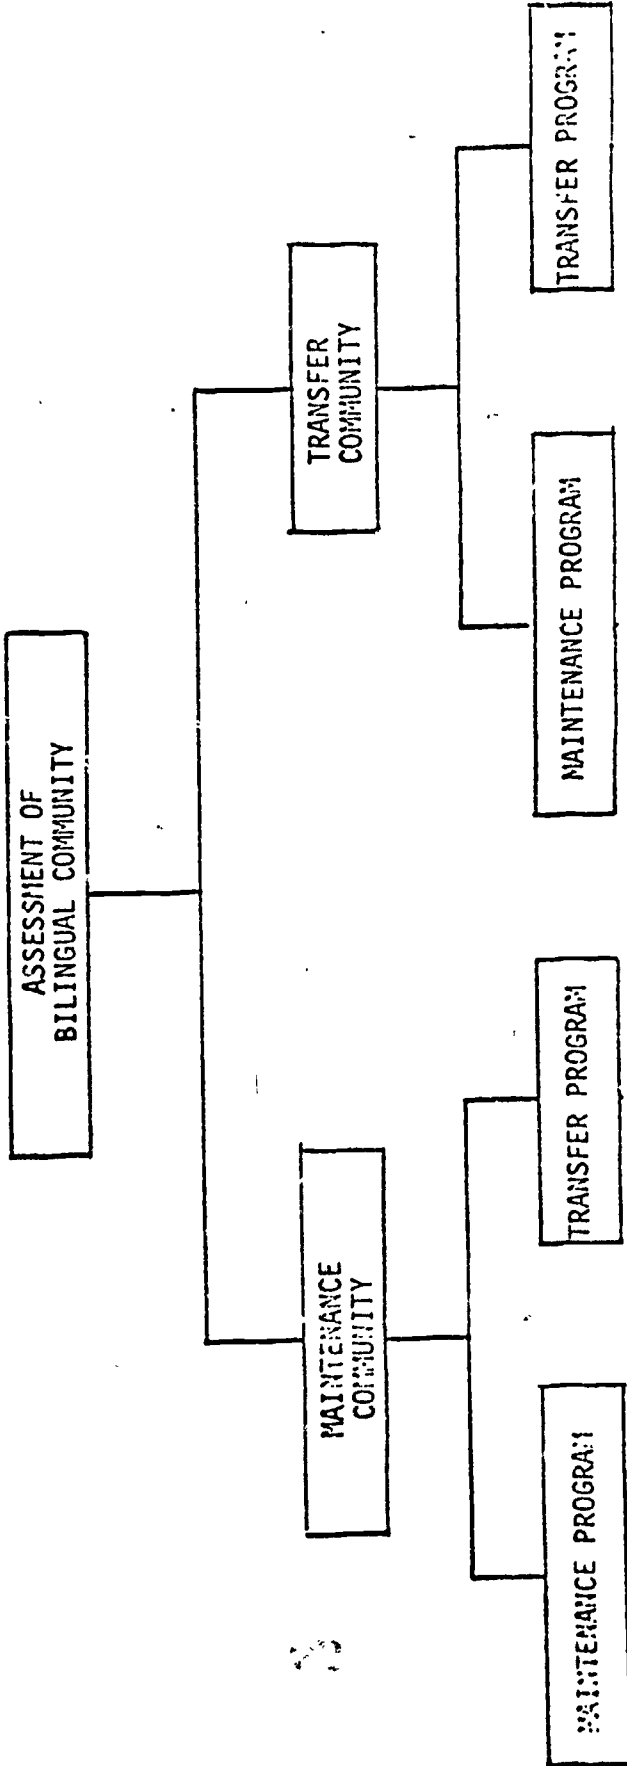 ASSESSMENT OF
BILINGUAL COMMUNITY
MAINTENANCE
COMMUNITY
TRANSFER
COMMUNITY
MAINTENANCE PROGRAM
TRANSFER PROGRAM
MAINTENANCE PROGRAM
TRANSFER PROGRAM